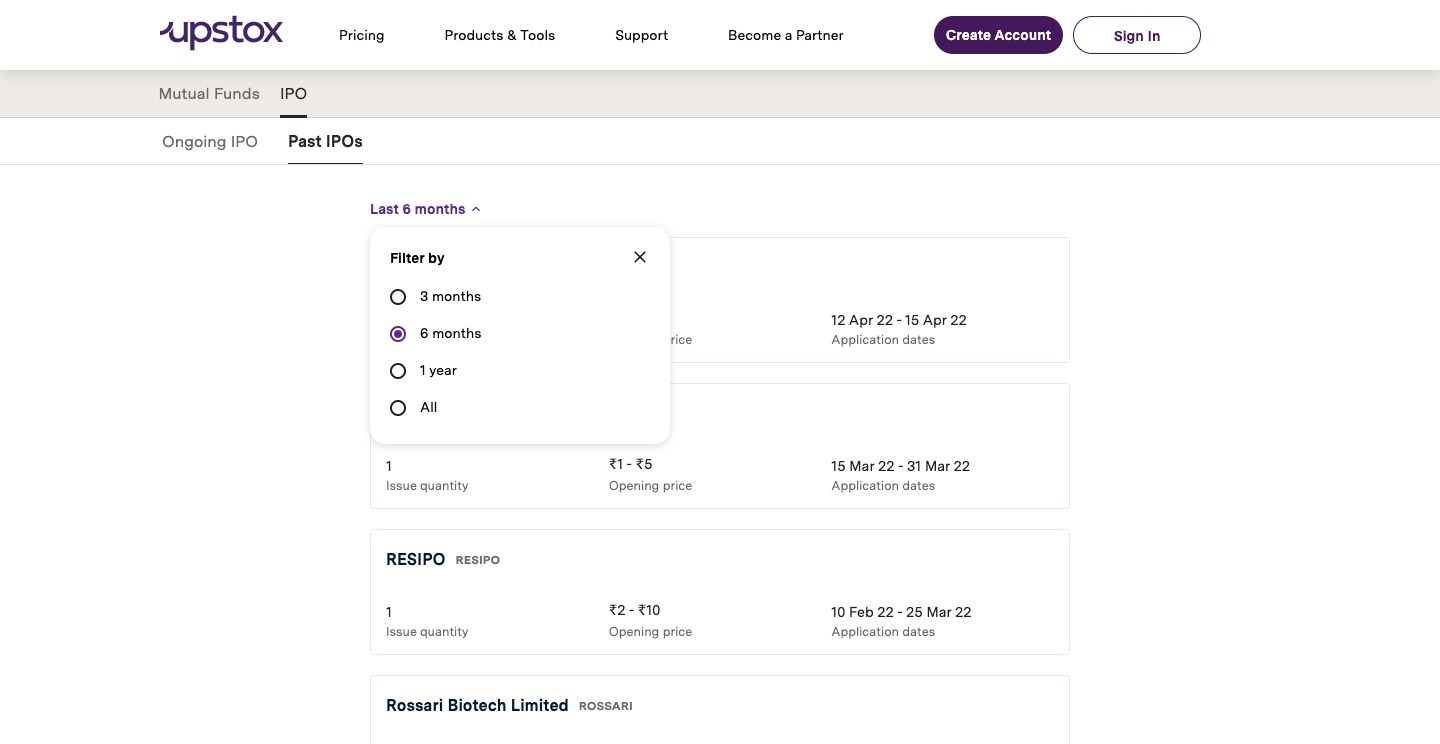 upstox
Pricing
Products & Tools
Support
Become a Partner
Create Account
Sign In
Mutual Funds
IPO
Ongoing IPO
Past IPOs
Last 6 months
Filter by
3 months
6 months
1 year
All
12 Apr 22 - 15 Apr 22
rice
Application dates
1
₹1 - ₹5
15 Mar 22 - 31 Mar 22
Issue quantity
Opening price
Application dates
RESIPO RESIPO
1
₹2 - ₹10
10 Feb 22 - 25 Mar 22
Issue quantity
Opening price
Application dates
Rossari Biotech Limited ROSSARI